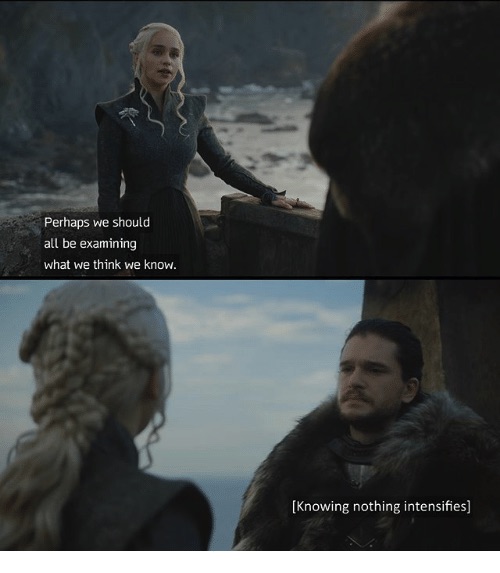 Perhaps we should
all be examining
what we think we know.
[Knowing nothing intensifies]